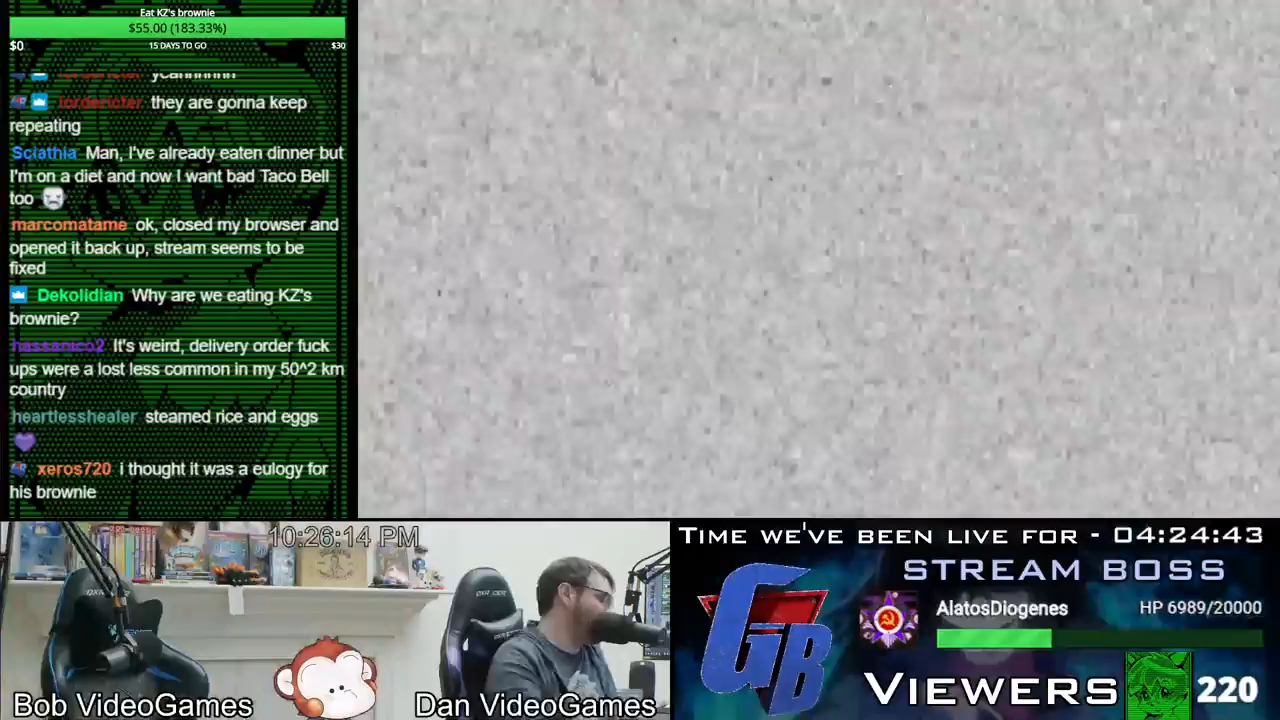 Eat KZ's brownie
$55.00 (183.33%)
$0 15 DAYS TO GO $30
lordericter they are gonna keep
repeating
Sciathia Man, I've already eaten dinner but
I'm on a diet and now I want bad Taco Bell
too
marcomatame ok, closed my browser and
opened it back up, stream seems to be
fixed
Dekolidian Why are we eating KZ's
brownie?
hassanico2 It's weird, delivery order fuck
ups were a lost less common in my 50^2 km
country
heartlesshealer steamed rice and eggs
xeros720 i thought it was a eulogy for
his brownie
10:26:14 PM
Bob VideoGames
Dan VideoGames
TIME WE'VE BEEN LIVE FOR - 04:24:43
STREAM BOSS
AlatosDiogenes HP 6989/20000
GB
VIEWERS 220